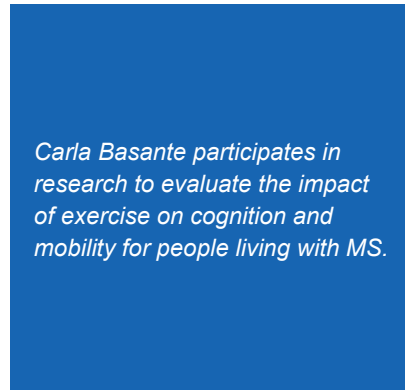 Carla Basante participates in
research to evaluate the impact
of exercise on cognition and
mobility for people living with MS.